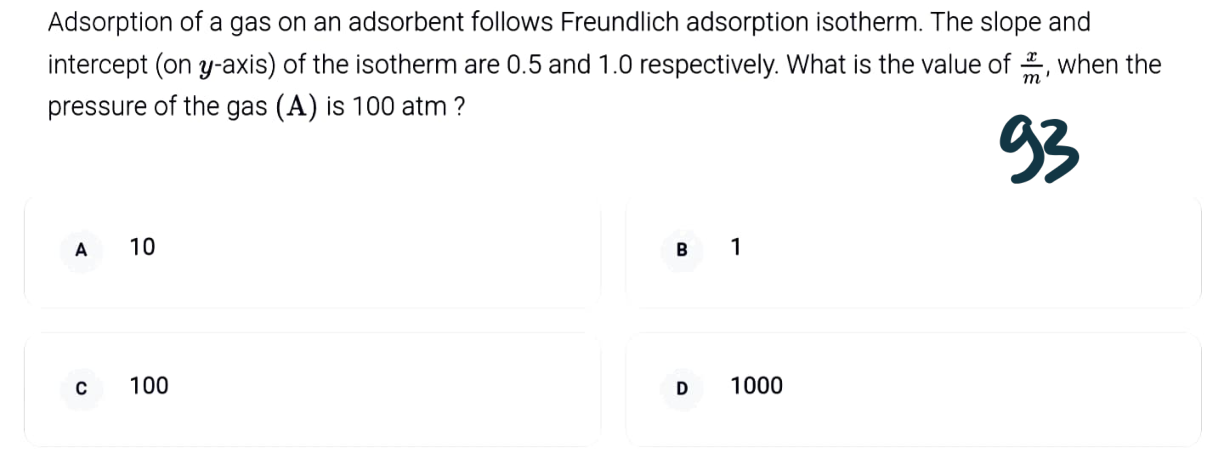 Adsorption of a gas on an adsorbent follows Freundlich adsorption isotherm. The slope and
intercept (on y-axis) of the isotherm are 0.5 and 1.0 respectively. What is the value of x/m, when the
pressure of the gas (A) is 100 atm ?
93
A 10
B 1
C 100
D 1000